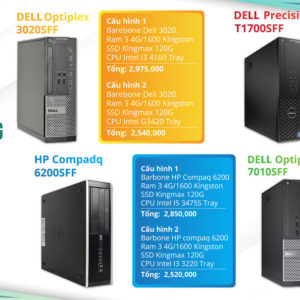 DELL Optiplex
3020SFF
Cấu hình 1
Barebone Dell 3020
Ram 3 4G/1600 Kingston
SSD Kingmax 120G
CPU Intel I3 4160 Tray
Tổng: 2,975,000
Cấu hình 2
Barebone Dell 3020
Ram 3 4G/1600 Kingston
SSD Kingmax 120G
CPU Intel G3420 Tray
Tổng: 2,540,000
DELL Precis
T1700SFF
G
HP Compadq
6200SFF
Cấu hình 1
Barebone HP Compaq 6200
Ram 3 4G/1600 Kingston
SSD Kingmax 120G
CPU Intel I5 3475S Tray
Tổng: 2,850,000
Cấu hình 2
Barbone HP compaq 6200
Ram 3 4G/1600 Kingston
SSD Kingmax 120G
CPU Intel I3 3220 Tray
Tổng: 2,520,000
DELL Optip
7010SFF